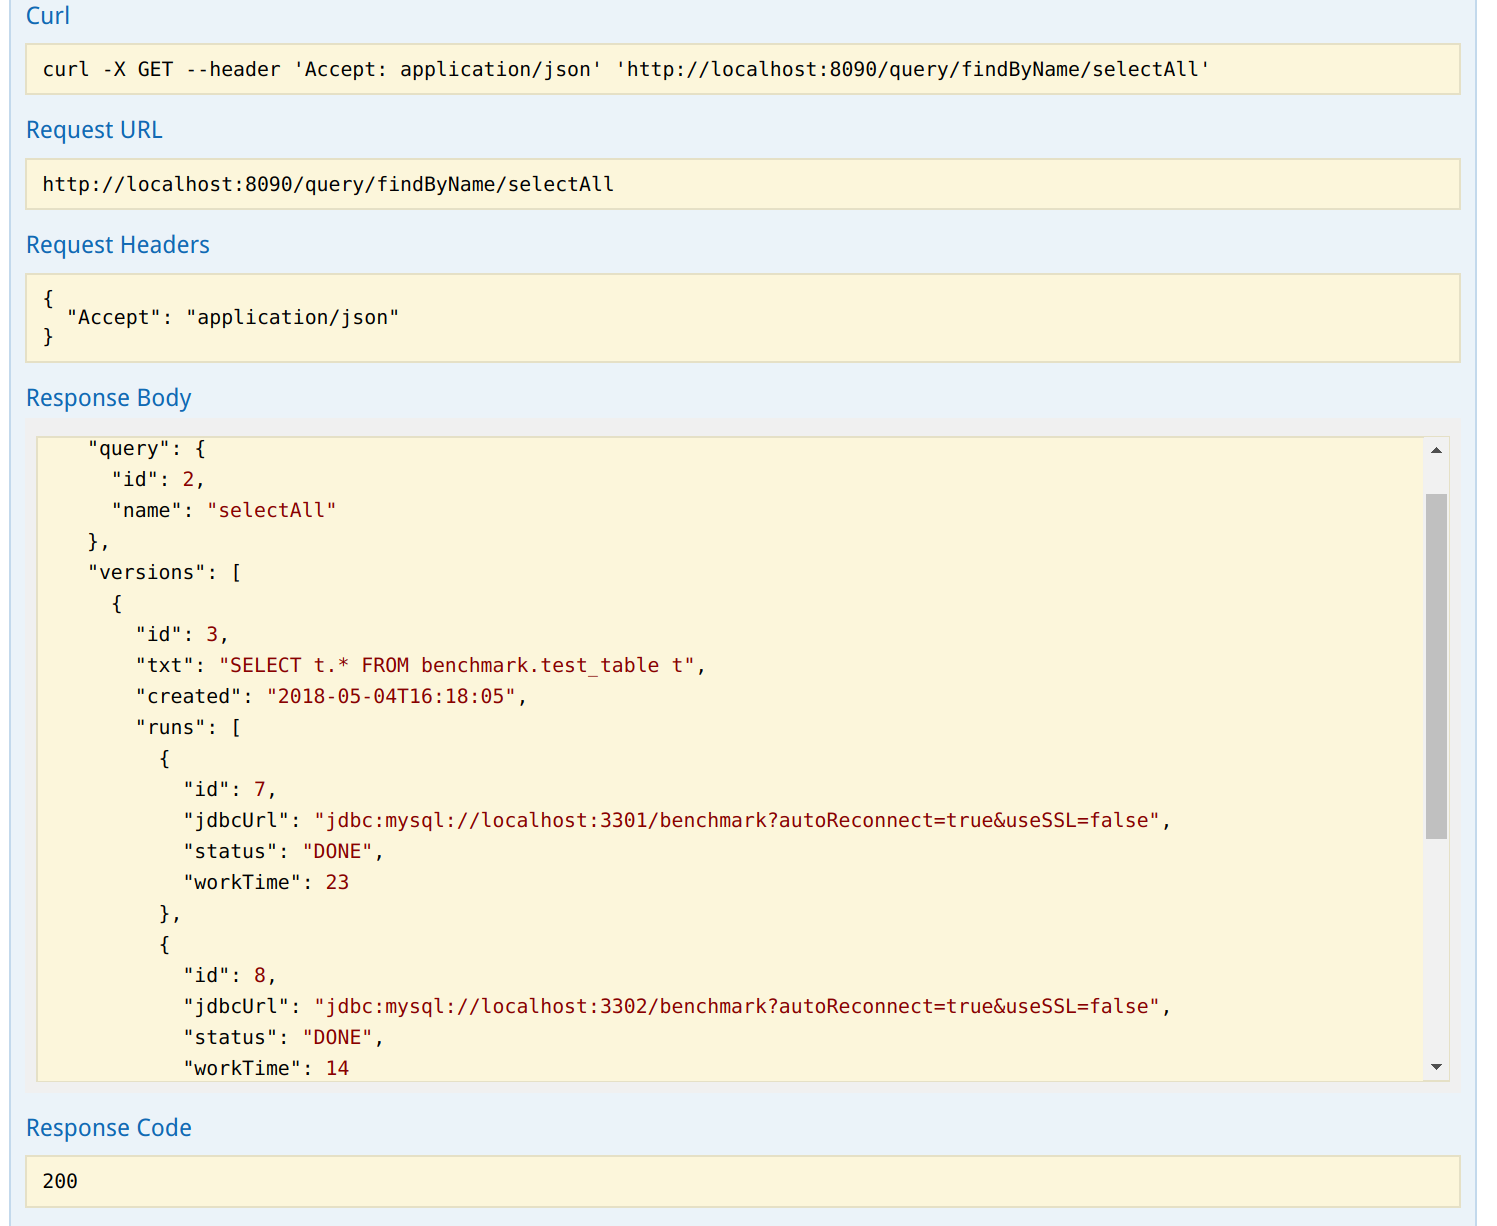 Curl
curl -X GET --header 'Accept: application/json' 'http://localhost:8090/query/findByName/selectAll'
Request URL
http://localhost:8090/query/findByName/selectAll
Request Headers
{
  "Accept": "application/json"
}
Response Body
    "query": {
      "id": 2,
      "name": "selectAll"
    },
    "versions": [
      {
        "id": 3,
        "txt": "SELECT t.* FROM benchmark.test_table t",
        "created": "2018-05-04T16:18:05",
        "runs": [
          {
            "id": 7,
            "jdbcUrl": "jdbc:mysql://localhost:3301/benchmark?autoReconnect=true&useSSL=false",
            "status": "DONE",
            "workTime": 23
          },
          {
            "id": 8,
            "jdbcUrl": "jdbc:mysql://localhost:3302/benchmark?autoReconnect=true&useSSL=false",
            "status": "DONE",
            "workTime": 14
Response Code
200